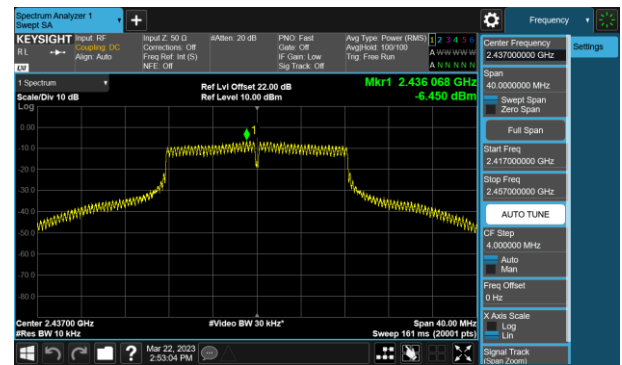 Spectrum Analyzer 1
Swept SA
Frequency
KEYSIGHT
Input: RF
Coupling: DC
Align: Auto
RL
LXI
Input Z: 50 Ω
Corrections: Off
Freq Ref: Int (S)
NFE: Off
#Atten: 20 dB
PNO: Fast
Gate: Off
IF Gain: Low
Sig Track: Off
Avg Type: Power (RMS)
Avg|Hold: 100/100
Trig: Free Run
1 2 3 4 5 6
A W W W W W
A N N N N N
Center Frequency
2.437000000 GHz
Settings
Span
40.0000000 MHz
Swept Span
Zero Span
Full Span
Start Freq
2.417000000 GHz
Stop Freq
2.457000000 GHz
AUTO TUNE
CF Step
4.000000 MHz
Auto
Man
Freq Offset
0 Hz
X Axis Scale
Log
Lin
Signal Track
(Span Zoom)
1 Spectrum
Scale/Div 10 dB
Log
Ref Lvl Offset 22.00 dB
Ref Level 10.00 dBm
Mkr1 2.436 068 GHz
-6.450 dBm
1
0.00
-10.0
-20.0
-30.0
-40.0
-50.0
-60.0
-70.0
-80.0
Center 2.43700 GHz
#Res BW 10 kHz
#Video BW 30 kHz*
Span 40.00 MHz
Sweep 161 ms (20001 pts)
Mar 22, 2023
2:53:04 PM